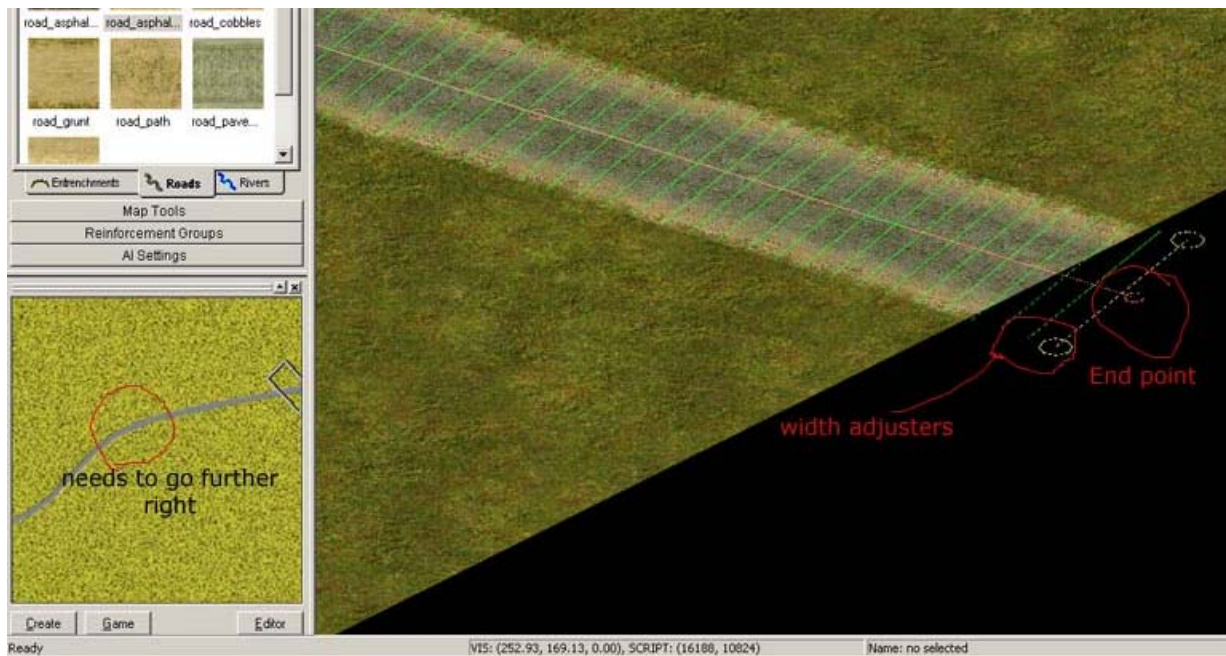 road_asphal... road_asphal... road_cobbles
road_grunt road_path road_pave...
Entrenchments Roads Rivers
Map Tools
Reinforcement Groups
AI Settings
needs to go further
right
End point
width adjusters
Create Game Editor
Ready VIS: (252.93, 169.13, 0.00), SCRIPT: (16188, 10824) Name: no selected